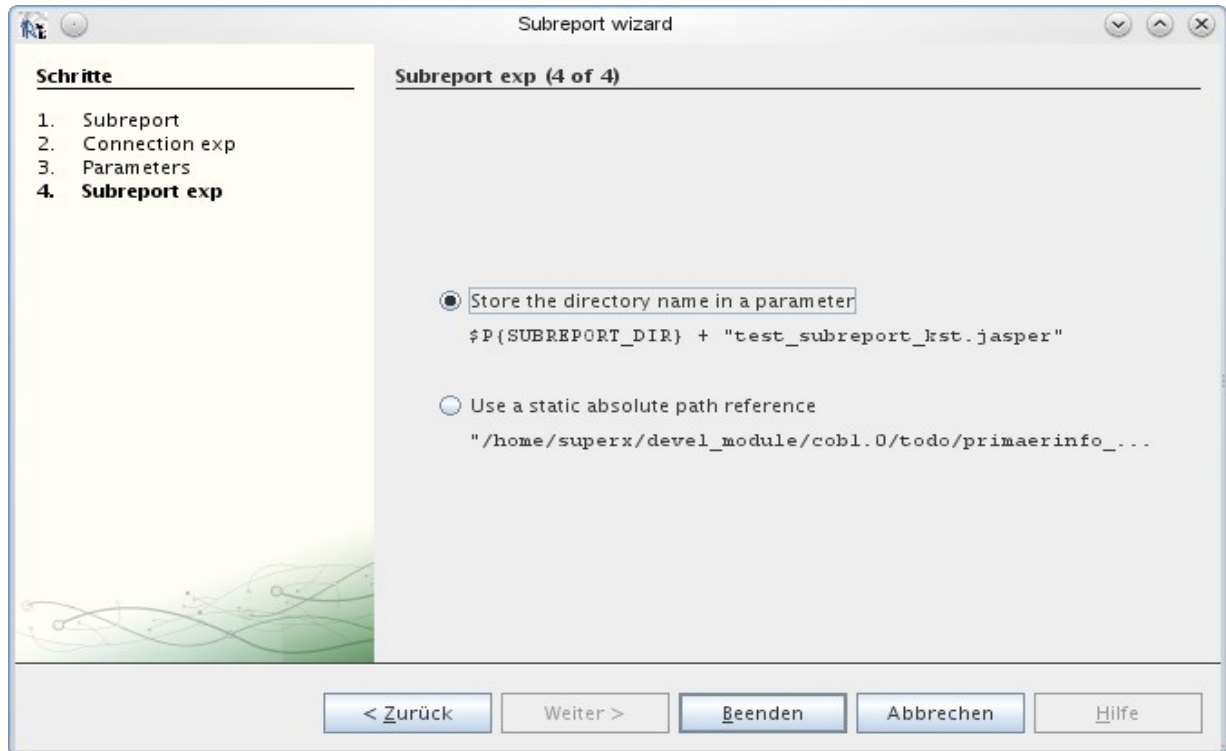 Subreport wizard
Schritte
1. Subreport
2. Connection exp
3. Parameters
4. Subreport exp
Subreport exp (4 of 4)
Store the directory name in a parameter
$P{SUBREPORT_DIR} + "test_subreport_kst.jasper"
Use a static absolute path reference
"/home/superx/devel_module/cob1.0/todo/primaerinfo_...
< Zurück
Weiter >
Beenden
Abbrechen
Hilfe